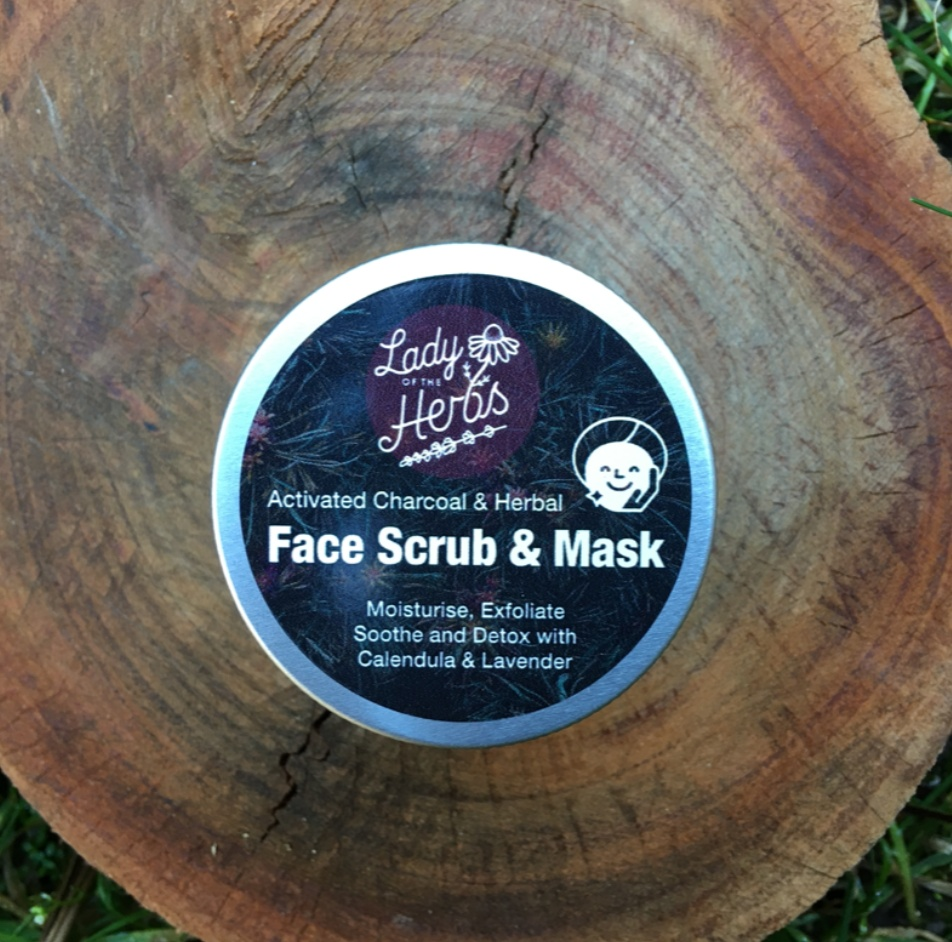 Lady
OF THE
Herbs
Activated Charcoal & Herbal
Face Scrub & Mask
Moisturise, Exfoliate
Soothe and Detox with
Calendula & Lavender